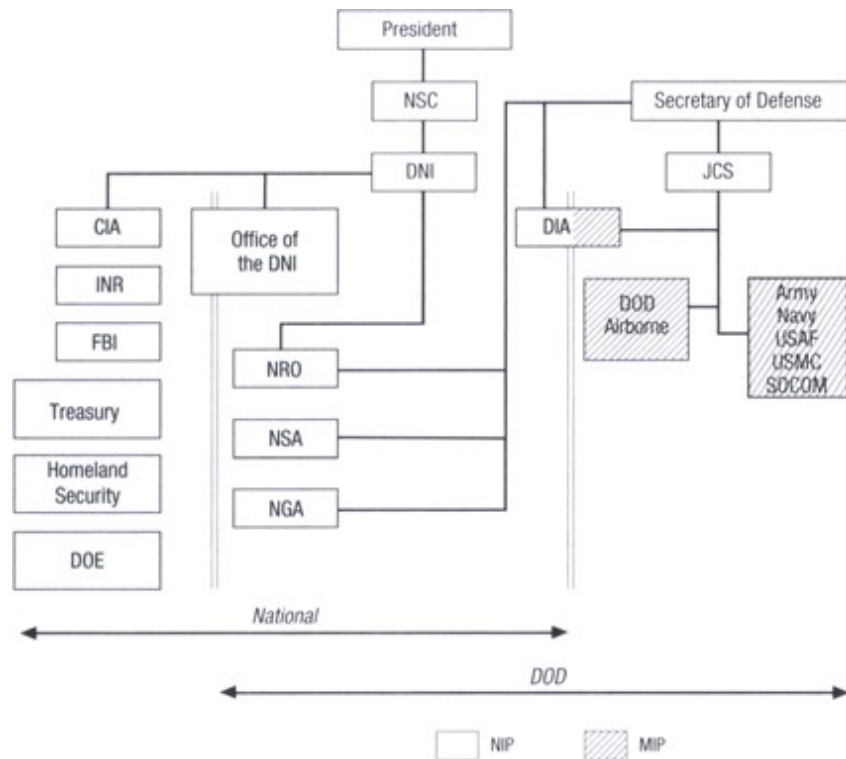 President
NSC
Secretary of Defense
DNI
JCS
CIA
Office of
the DNI
DIA
INR
DOD
Airborne
Army
Navy
USAF
USMC
SOCOM
FBI
NRO
Treasury
NSA
Homeland
Security
NGA
DOE
National
DOD
NIP
MIP